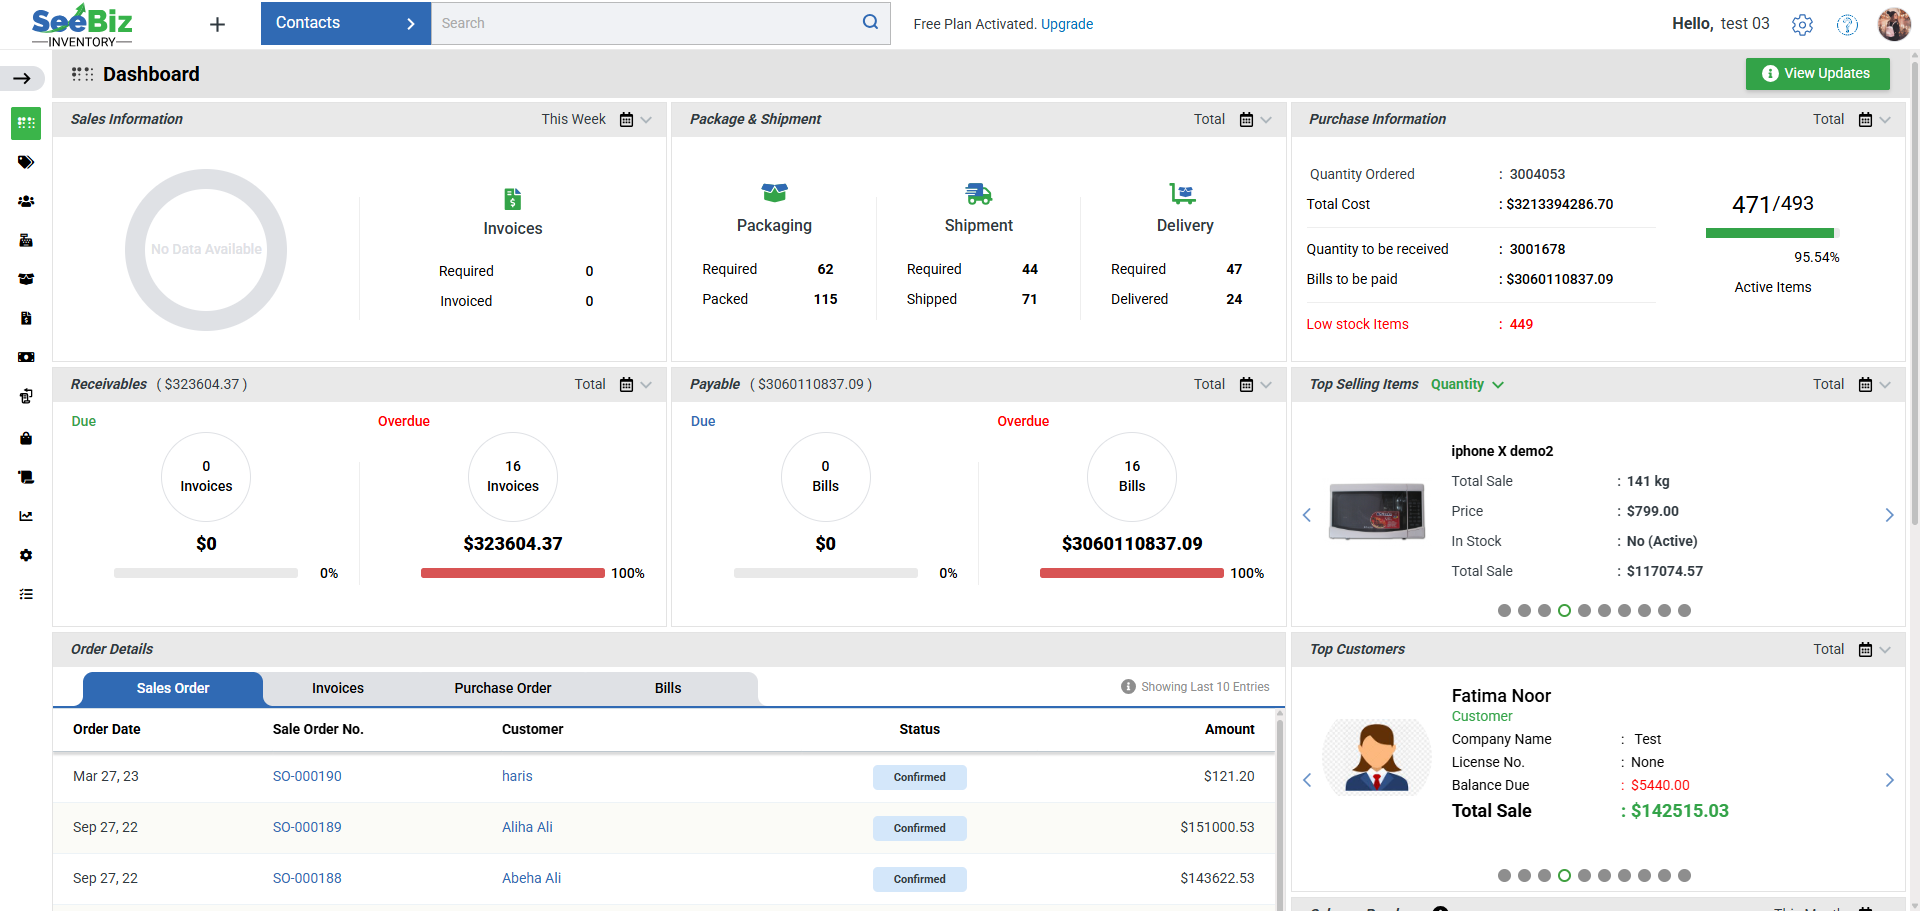 SeeBiz
INVENTORY
+
Contacts
Search
Free Plan Activated. Upgrade
Hello, test 03
Dashboard
View Updates
Sales Information
This Week
No Data Available
Invoices
Required 0
Invoiced 0
Package & Shipment
Total
Packaging
Required 62
Packed 115
Shipment
Required 44
Shipped 71
Delivery
Required 47
Delivered 24
Purchase Information
Total
Quantity Ordered : 3004053
Total Cost : $3213394286.70
Quantity to be received : 3001678
Bills to be paid : $3060110837.09
Low stock Items : 449
471/493
95.54%
Active Items
Receivables ( $323604.37 )
Total
Due
0
Invoices
$0
0%
Overdue
16
Invoices
$323604.37
100%
Payable ( $3060110837.09 )
Total
Due
0
Bills
$0
0%
Overdue
16
Bills
$3060110837.09
100%
Top Selling Items Quantity
Total
iphone X demo2
Total Sale : 141 kg
Price : $799.00
In Stock : No (Active)
Total Sale : $117074.57
Order Details
Sales Order Invoices Purchase Order Bills
Showing Last 10 Entries
Order Date Sale Order No. Customer Status Amount
Mar 27, 23 SO-000190 haris Confirmed $121.20
Sep 27, 22 SO-000189 Aliha Ali Confirmed $151000.53
Sep 27, 22 SO-000188 Abeha Ali Confirmed $143622.53
Top Customers
Total
Fatima Noor
Customer
Company Name : Test
License No. : None
Balance Due : $5440.00
Total Sale : $142515.03